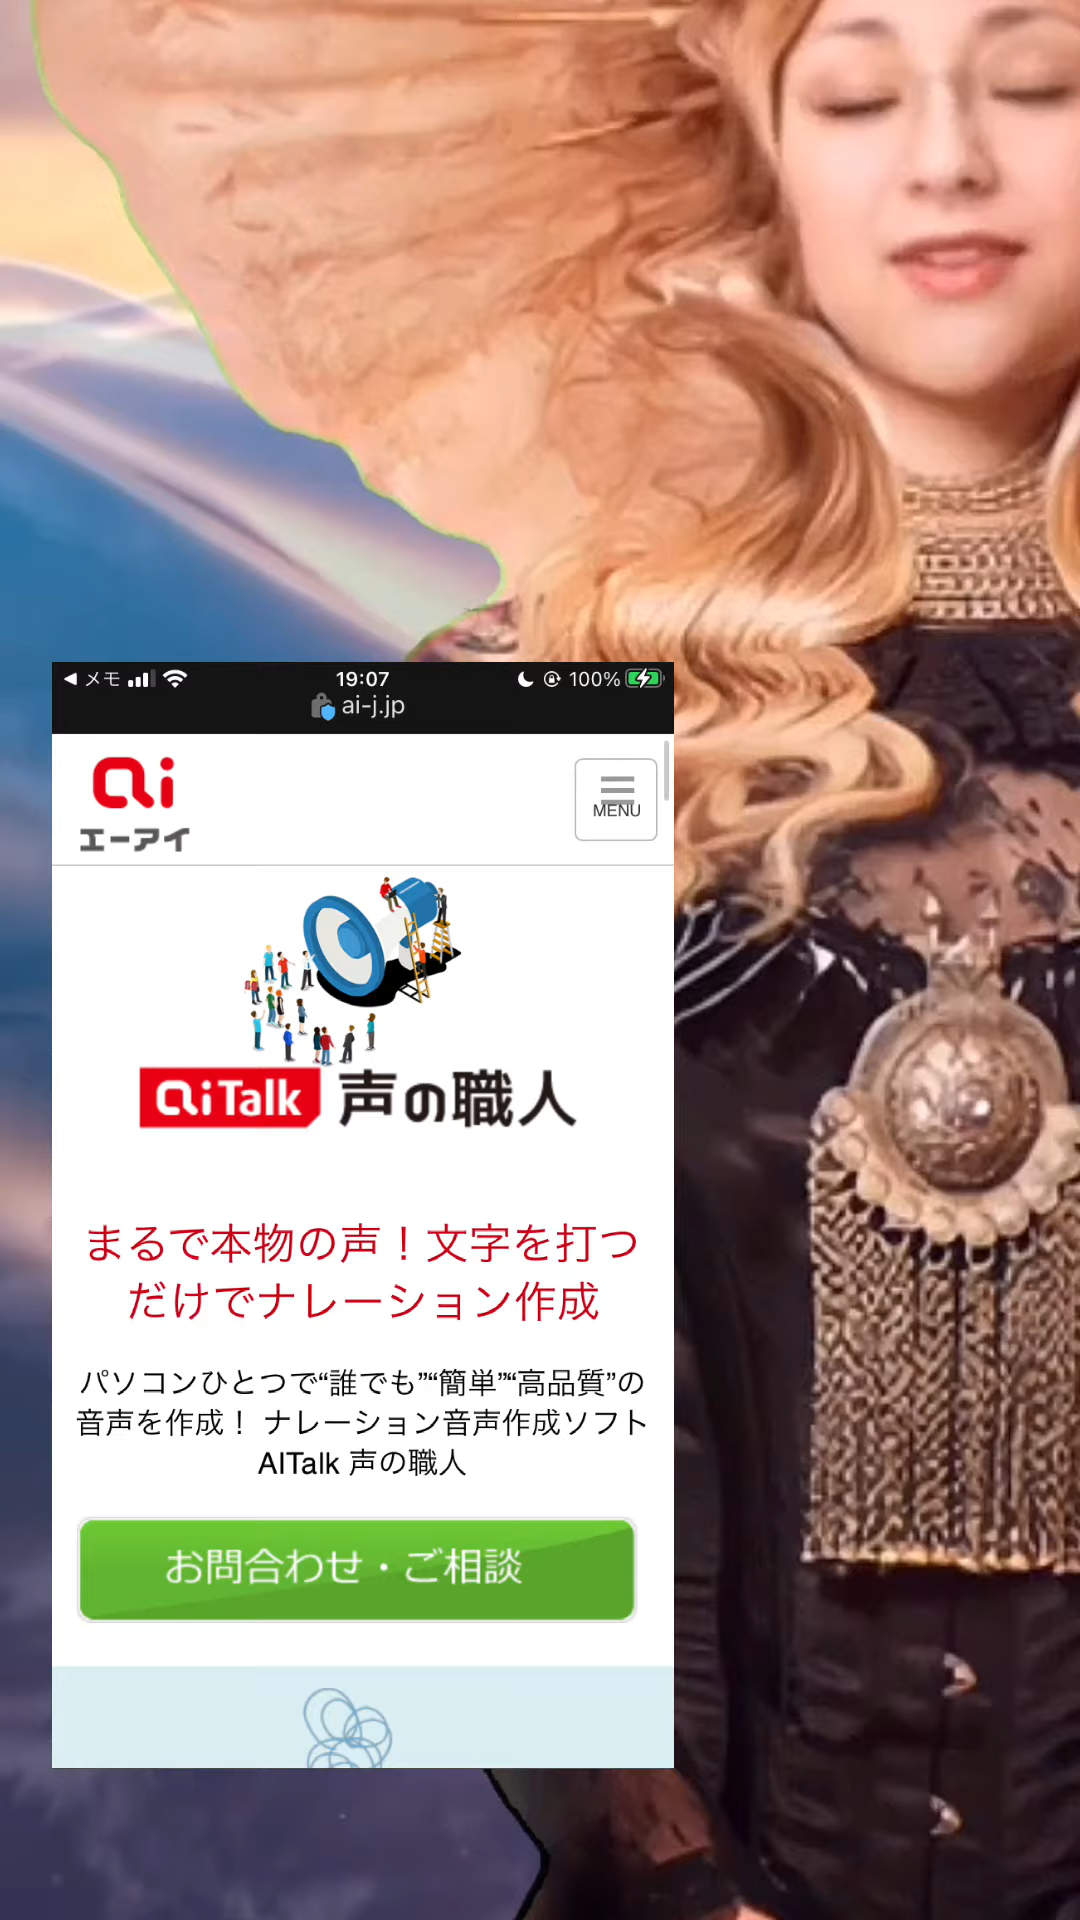 ◀ メモ 19:07 100%
ai-j.jp
ai
エーアイ
MENU
AiTalk 声の職人
まるで本物の声！文字を打つ
だけでナレーション作成
パソコンひとつで“誰でも”“簡単”“高品質”の
音声を作成！ ナレーション音声作成ソフト
AITalk 声の職人
お問合わせ・ご相談